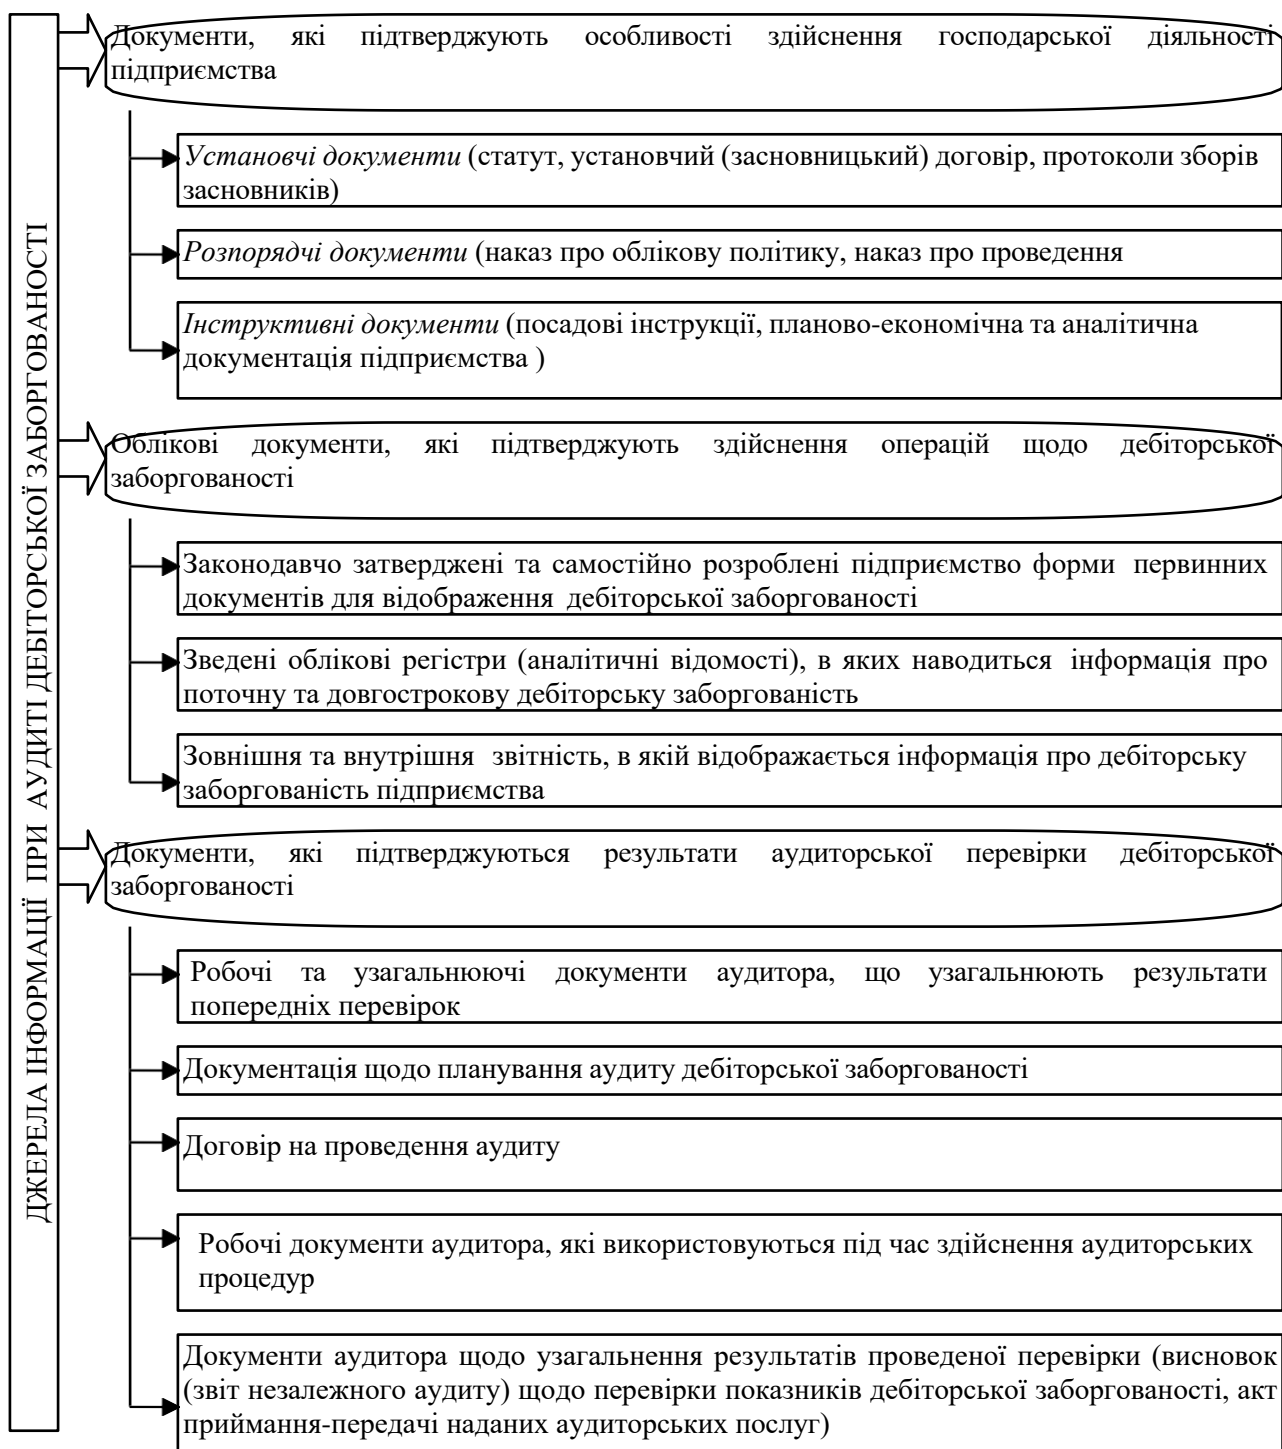 ДЖЕРЕЛА ІНФОРМАЦІЇ ПРИ АУДИТІ ДЕБІТОРСЬКОЇ ЗАБОРГОВАНОСТІ
Документи, які підтверджують особливості здійснення господарської діяльності
підприємства
Установчі документи (статут, установчий (засновницький) договір, протоколи зборів
засновників)
Розпорядчі документи (наказ про облікову політику, наказ про проведення
Інструктивні документи (посадові інструкції, планово-економічна та аналітична
документація підприємства )
Облікові документи, які підтверджують здійснення операцій щодо дебіторської
заборгованості
Законодавчо затверджені та самостійно розроблені підприємство форми первинних
документів для відображення дебіторської заборгованості
Зведені облікові регістри (аналітичні відомості), в яких наводиться інформація про
поточну та довгострокову дебіторську заборгованість
Зовнішня та внутрішня звітність, в якій відображається інформація про дебіторську
заборгованість підприємства
Документи, які підтверджуються результати аудиторської перевірки дебіторської
заборгованості
Робочі та узагальнюючі документи аудитора, що узагальнюють результати
попередніх перевірок
Документація щодо планування аудиту дебіторської заборгованості
Договір на проведення аудиту
Робочі документи аудитора, які використовуються під час здійснення аудиторських
процедур
Документи аудитора щодо узагальнення результатів проведеної перевірки (висновок
(звіт незалежного аудиту) щодо перевірки показників дебіторської заборгованості, акт
приймання-передачі наданих аудиторських послуг)